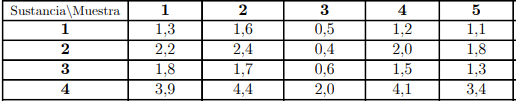 Sustancia\Muestra 1 2 3 4 5
1 1,3 1,6 0,5 1,2 1,1
2 2,2 2,4 0,4 2,0 1,8
3 1,8 1,7 0,6 1,5 1,3
4 3,9 4,4 2,0 4,1 3,4